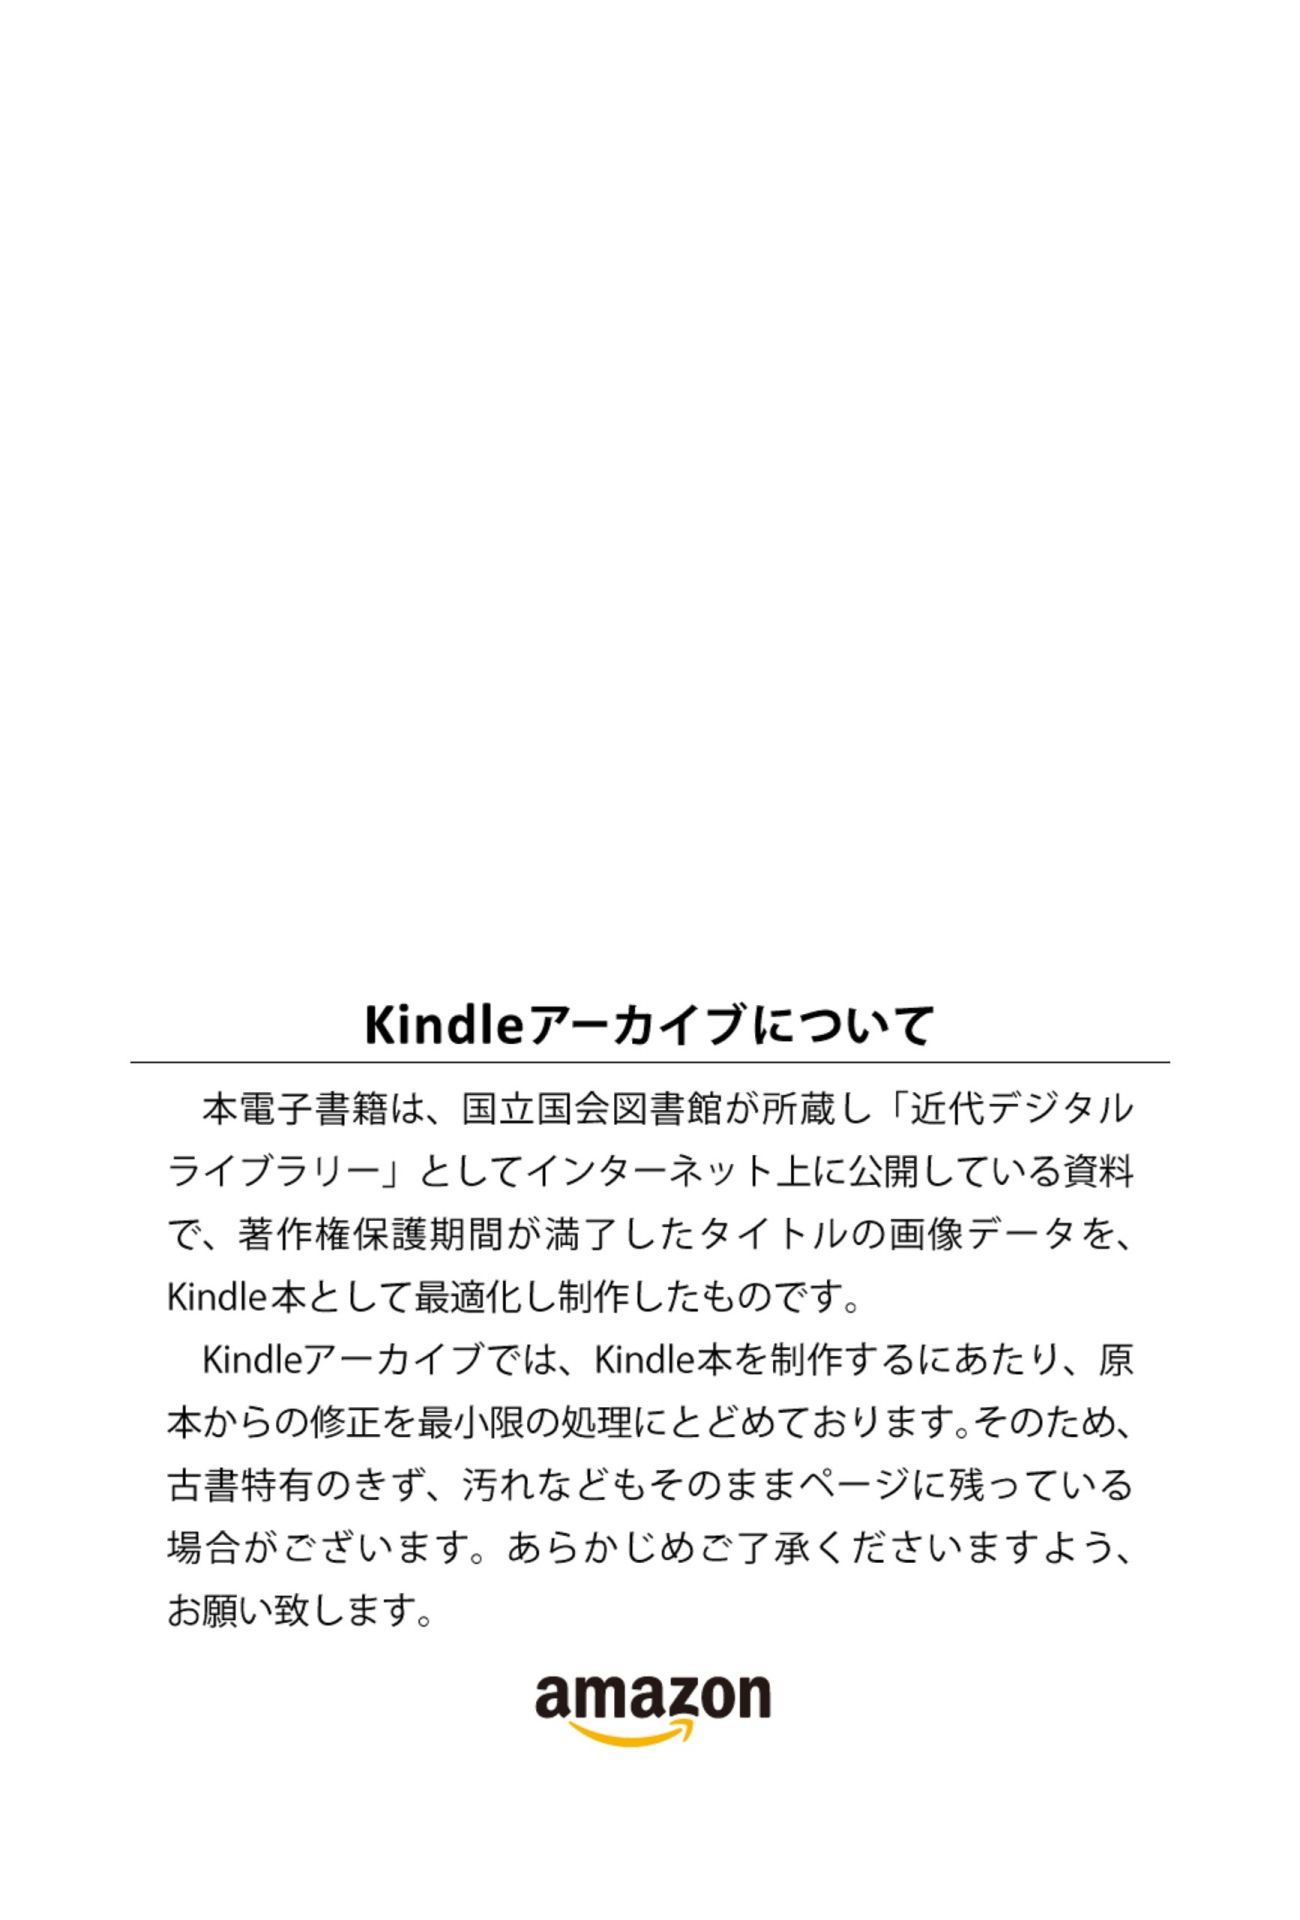 Kindleアーカイブについて
　本電子書籍は、国立国会図書館が所蔵し「近代デジタル
ライブラリー」としてインターネット上に公開している資料
で、著作権保護期間が満了したタイトルの画像データを、
Kindle本として最適化し制作したものです。
　Kindleアーカイブでは、Kindle本を制作するにあたり、原
本からの修正を最小限の処理にとどめております。そのため、
古書特有のきず、汚れなどもそのままページに残っている
場合がございます。あらかじめご了承くださいますよう、
お願い致します。
amazon